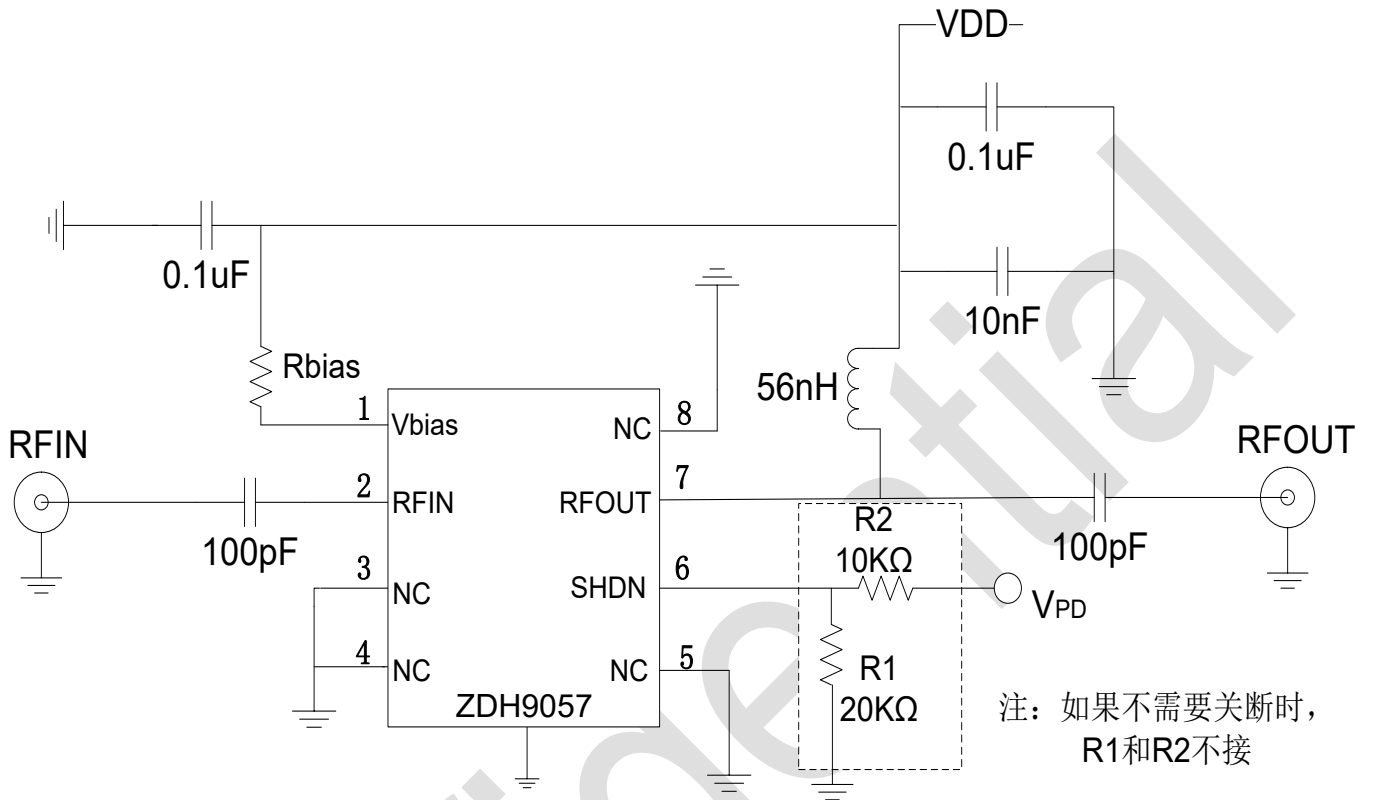 VDD
0.1uF
0.1uF
10nF
Rbias
56nH
1
Vbias
NC
8
RFIN
RFOUT
2
RFIN
RFOUT
7
100pF
100pF
R2
10KΩ
3
NC
SHDN
6
VPD
4
NC
NC
5
R1
20KΩ
ZDH9057
注：如果不需要关断时，
R1和R2不接